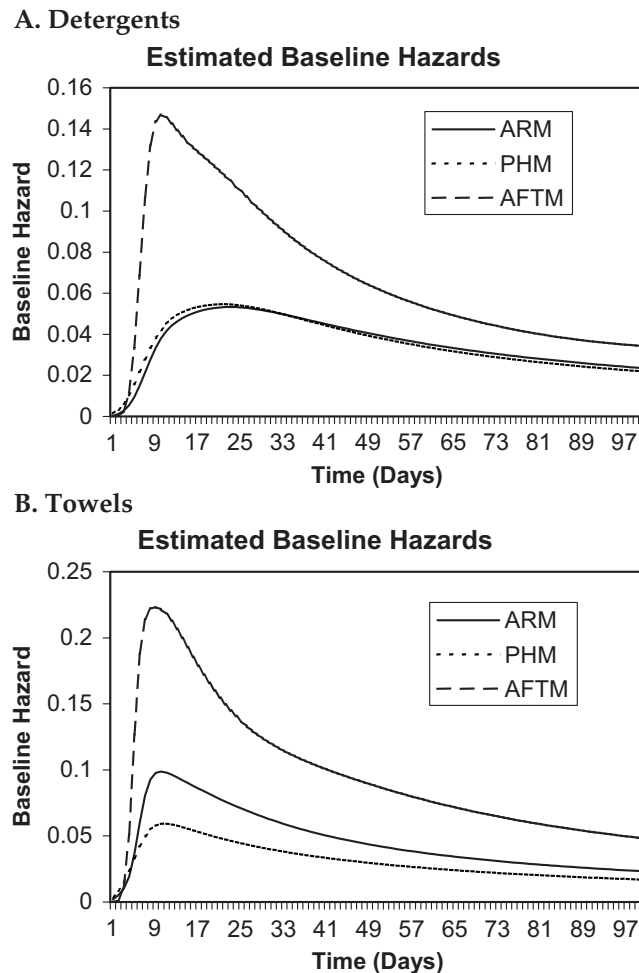 A. Detergents
Estimated Baseline Hazards
0.16
0.14
0.12
0.1
0.08
0.06
0.04
0.02
0
Baseline Hazard
ARM
PHM
AFTM
1 9 17 25 33 41 49 57 65 73 81 89 97
Time (Days)
B. Towels
Estimated Baseline Hazards
0.25
0.2
0.15
0.1
0.05
0
Baseline Hazard
ARM
PHM
AFTM
1 9 17 25 33 41 49 57 65 73 81 89 97
Time (Days)